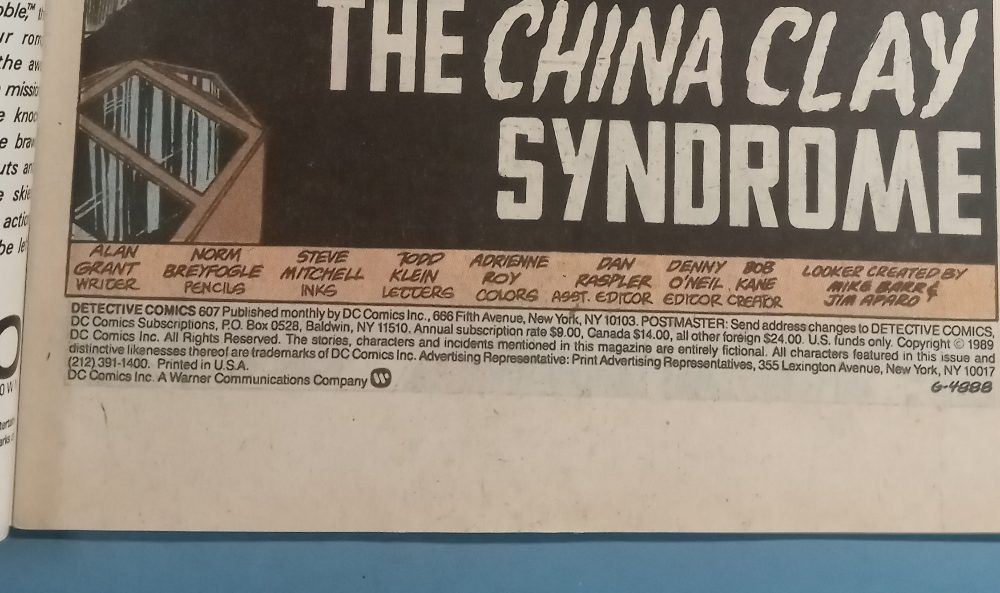 THE CHINA CLAY
SYNDROME
ALAN
GRANT
WRITER
NORM
BREYFOGLE
PENCILS
STEVE
MITCHELL
INKS
TODD
KLEIN
LETTERS
ADRIENNE
ROY
COLORS
DAN
RASPLER
ASST. EDITOR
DENNY
O'NEIL
EDITOR
BOB
KANE
CREATOR
LOOKER CREATED BY
MIKE BARR &
JIM APARO
DETECTIVE COMICS 607 Published monthly by DC Comics Inc., 666 Fifth Avenue, New York, NY 10103. POSTMASTER: Send address changes to DETECTIVE COMICS,
DC Comics Subscriptions, P.O. Box 0528, Baldwin, NY 11510. Annual subscription rate $9.00, Canada $14.00, all other foreign $24.00. U.S. funds only. Copyright © 1989
DC Comics Inc. All Rights Reserved. The stories, characters and incidents mentioned in this magazine are entirely fictional. All characters featured in this issue and
distinctive likenesses thereof are trademarks of DC Comics Inc. Advertising Representative: Print Advertising Representatives, 355 Lexington Avenue, New York, NY 10017
(212) 391-1400. Printed in U.S.A.
DC Comics Inc. A Warner Communications Company
G-4888